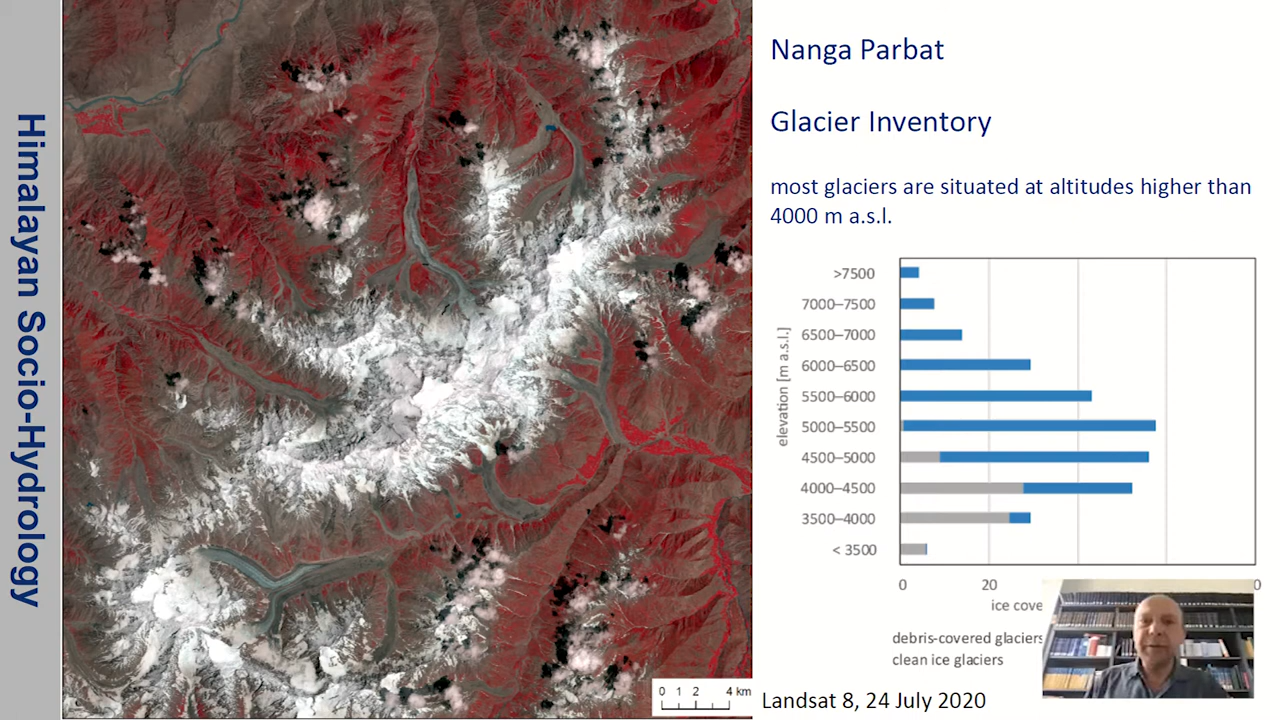 Himalayan Socio-Hydrology
Nanga Parbat
Glacier Inventory
most glaciers are situated at altitudes higher than
4000 m a.s.l.
elevation [m a.s.l.]
>7500
7000–7500
6500–7000
6000–6500
5500–6000
5000–5500
4500–5000
4000–4500
3500–4000
< 3500
0 20
ice cove
debris-covered glaciers
clean ice glaciers
0 1 2 4 km
Landsat 8, 24 July 2020